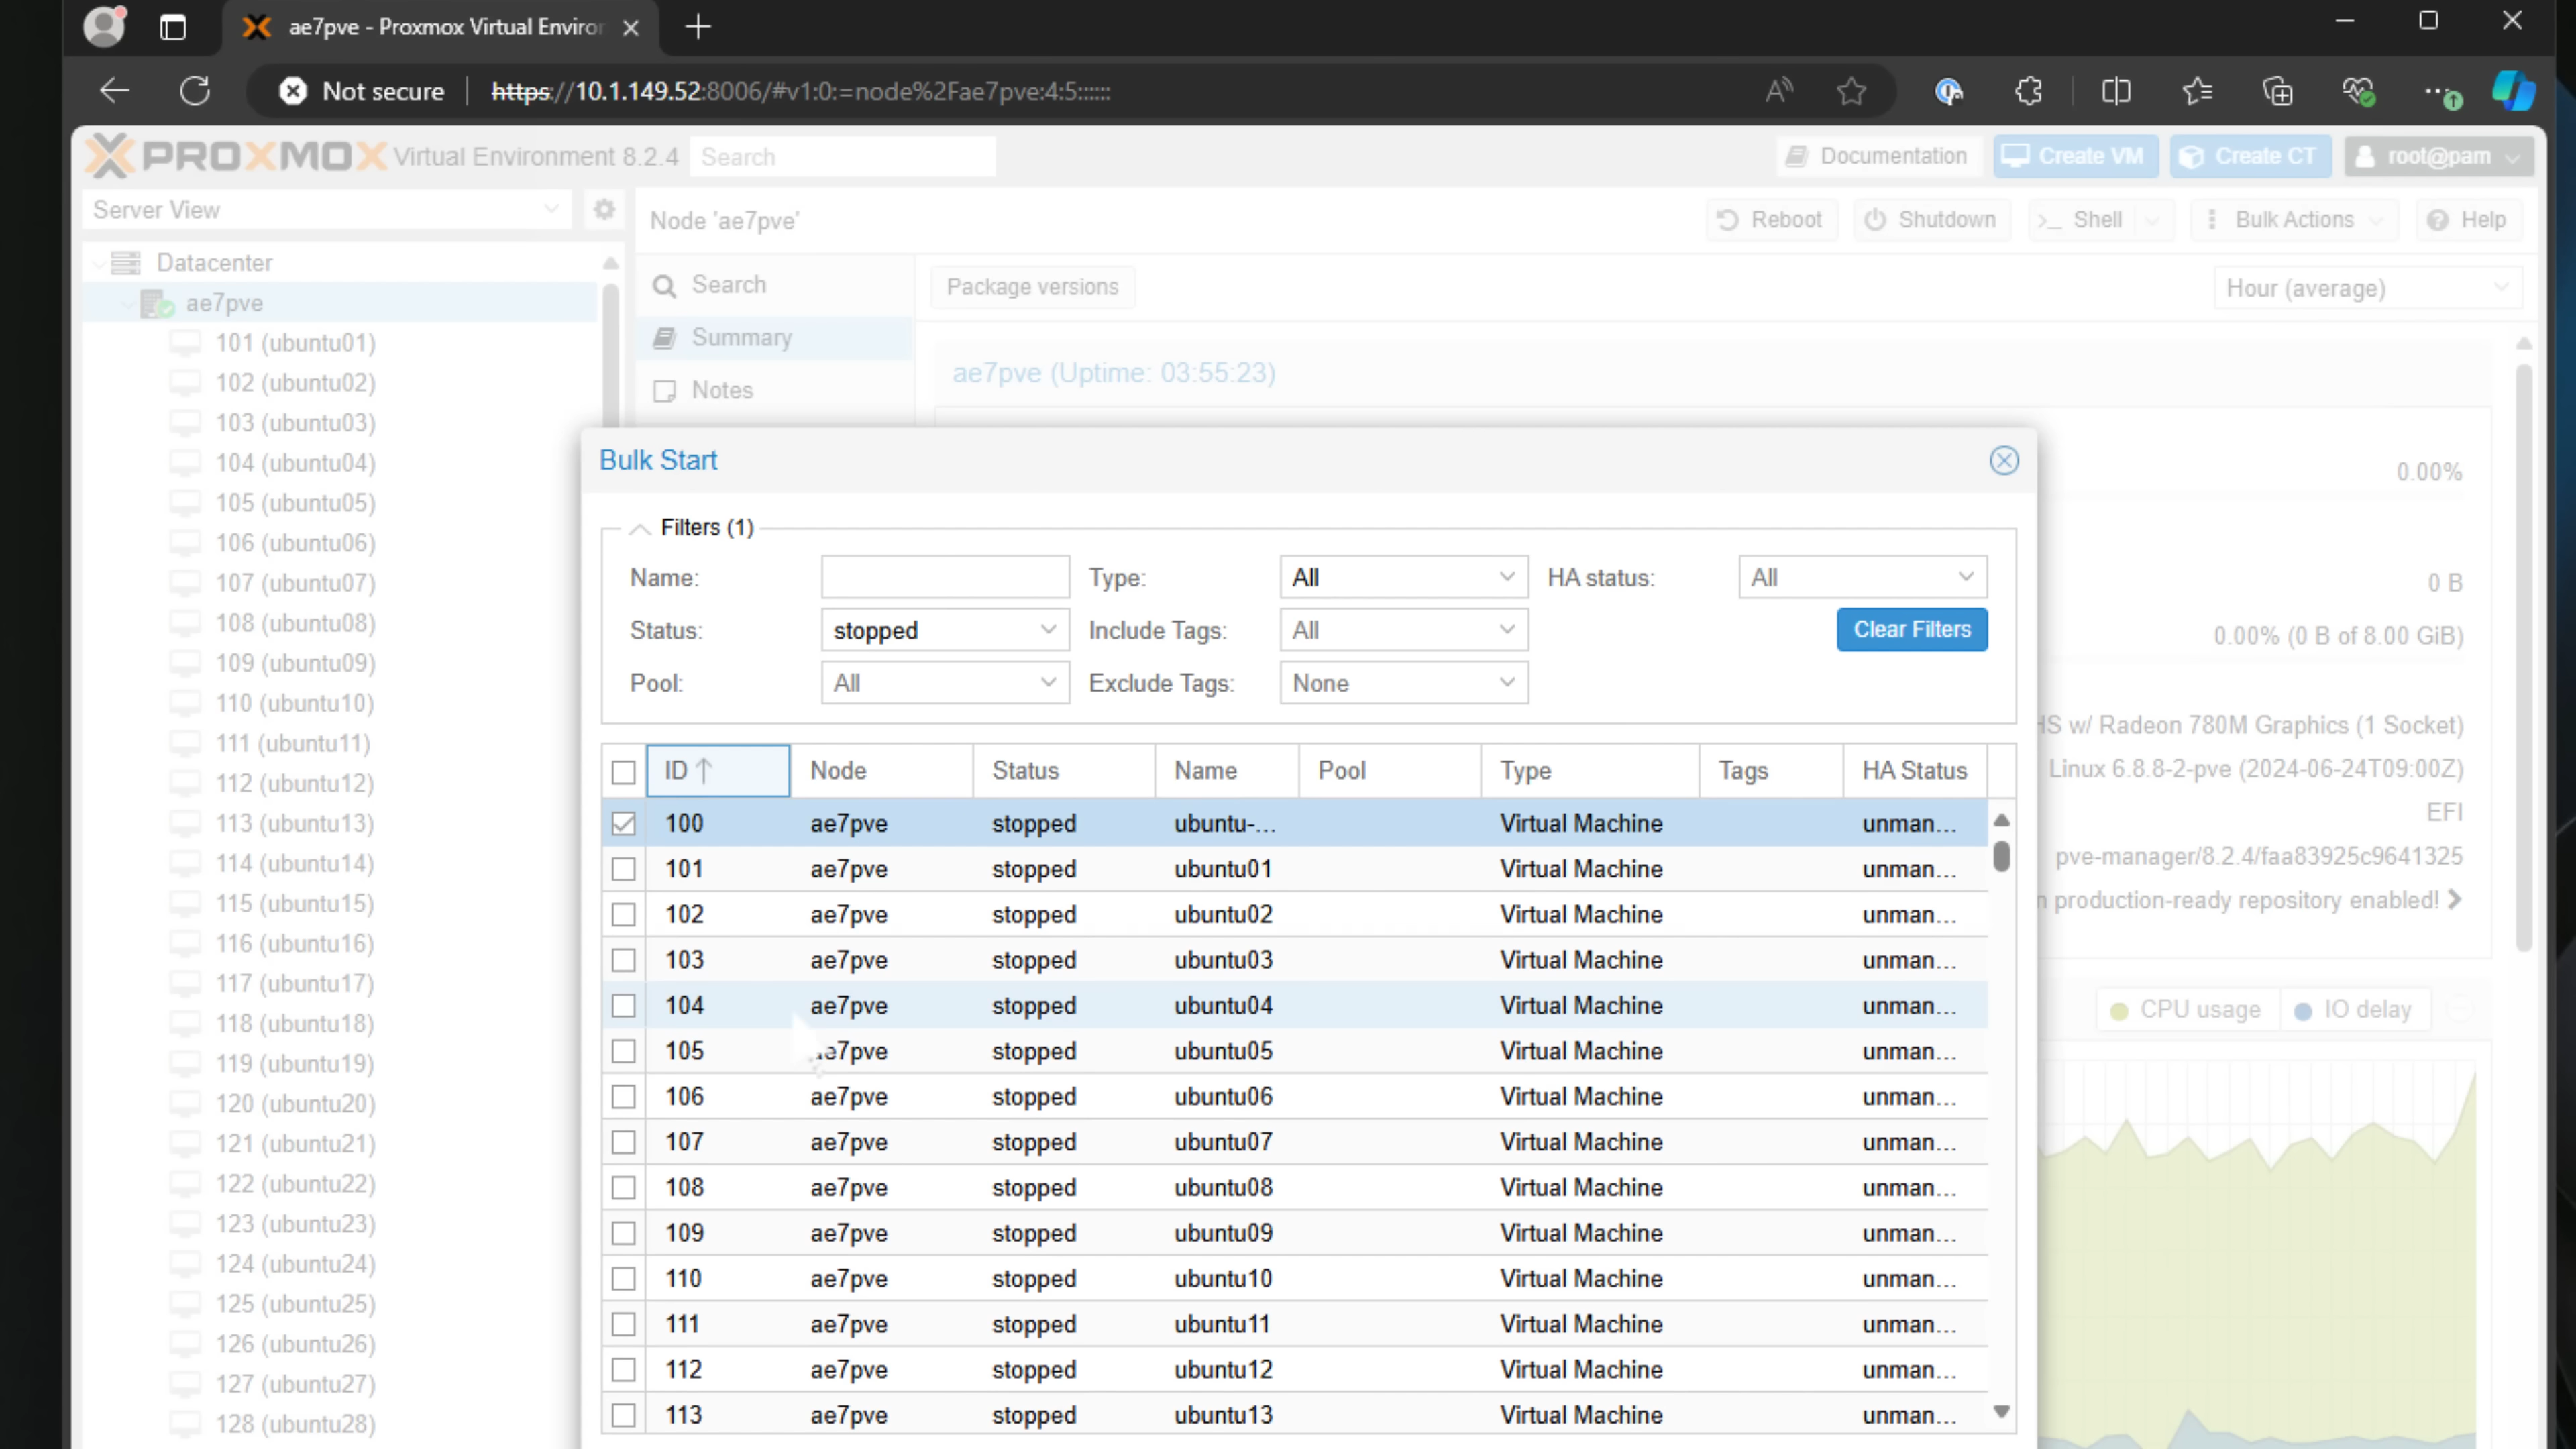 ae7pve - Proxmox Virtual Enviror
Not secure
https://10.1.149.52:8006/#v1:0:=node%2Fae7pve:4:5::::::
PROXMOX Virtual Environment 8.2.4
Search
Documentation
Create VM
Create CT
root@pam
Server View
Node 'ae7pve'
Reboot
Shutdown
>_ Shell
Bulk Actions
Help
Datacenter
ae7pve
101 (ubuntu01)
102 (ubuntu02)
103 (ubuntu03)
104 (ubuntu04)
105 (ubuntu05)
106 (ubuntu06)
107 (ubuntu07)
108 (ubuntu08)
109 (ubuntu09)
110 (ubuntu10)
111 (ubuntu11)
112 (ubuntu12)
113 (ubuntu13)
114 (ubuntu14)
115 (ubuntu15)
116 (ubuntu16)
117 (ubuntu17)
118 (ubuntu18)
119 (ubuntu19)
120 (ubuntu20)
121 (ubuntu21)
122 (ubuntu22)
123 (ubuntu23)
124 (ubuntu24)
125 (ubuntu25)
126 (ubuntu26)
127 (ubuntu27)
128 (ubuntu28)
Search
Summary
Notes
Package versions
Hour (average)
ae7pve (Uptime: 03:55:23)
0.00%
0 B
0.00% (0 B of 8.00 GiB)
HS w/ Radeon 780M Graphics (1 Socket)
Linux 6.8.8-2-pve (2024-06-24T09:00Z)
EFI
pve-manager/8.2.4/faa83925c9641325
production-ready repository enabled!
CPU usage
IO delay
Bulk Start
Filters (1)
Name: Type: All HA status: All
Status: stopped Include Tags: All Clear Filters
Pool: All Exclude Tags: None
ID Node Status Name Pool Type Tags HA Status
100 ae7pve stopped ubuntu-... Virtual Machine unman...
101 ae7pve stopped ubuntu01 Virtual Machine unman...
102 ae7pve stopped ubuntu02 Virtual Machine unman...
103 ae7pve stopped ubuntu03 Virtual Machine unman...
104 ae7pve stopped ubuntu04 Virtual Machine unman...
105 ae7pve stopped ubuntu05 Virtual Machine unman...
106 ae7pve stopped ubuntu06 Virtual Machine unman...
107 ae7pve stopped ubuntu07 Virtual Machine unman...
108 ae7pve stopped ubuntu08 Virtual Machine unman...
109 ae7pve stopped ubuntu09 Virtual Machine unman...
110 ae7pve stopped ubuntu10 Virtual Machine unman...
111 ae7pve stopped ubuntu11 Virtual Machine unman...
112 ae7pve stopped ubuntu12 Virtual Machine unman...
113 ae7pve stopped ubuntu13 Virtual Machine unman...